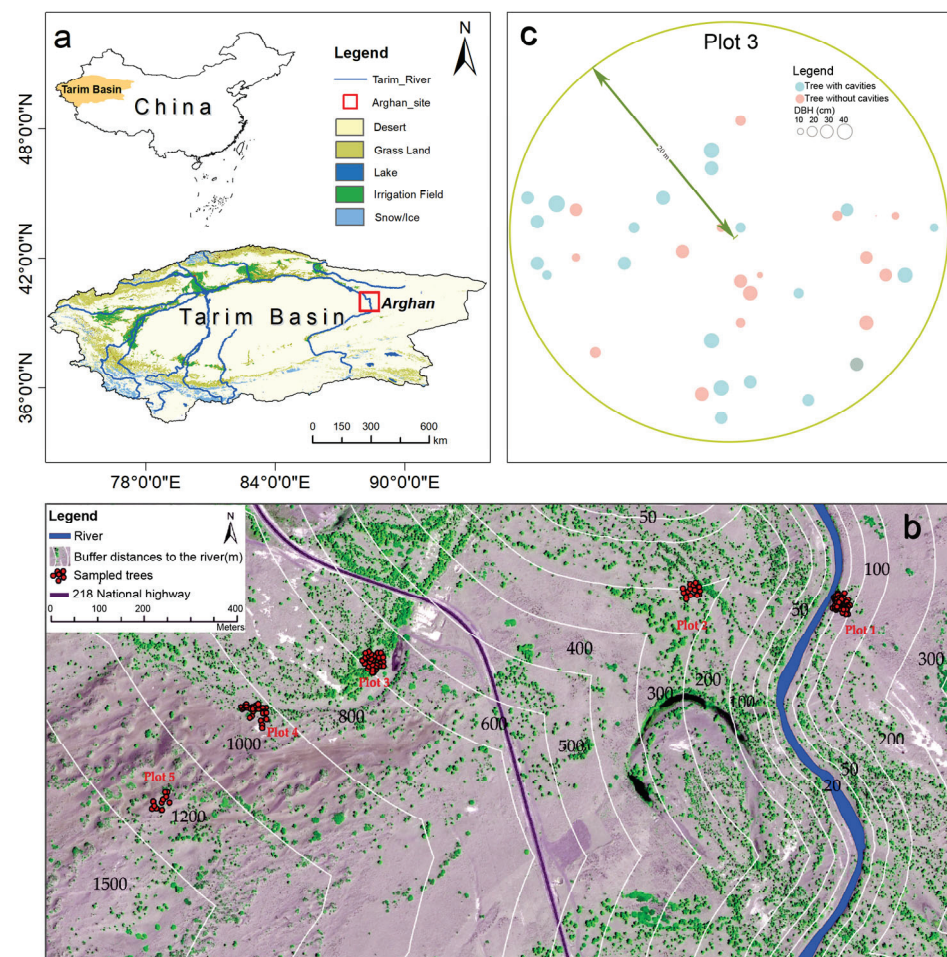 a
N
Legend
Tarim_River
Arghan_site
Desert
Grass Land
Lake
Irrigation Field
Snow/Ice
Tarim Basin
China
Tarim Basin
Arghan
48°0'0"N
42°0'0"N
36°0'0"N
0 150 300 600
km
78°0'0"E 84°0'0"E 90°0'0"E
c
Plot 3
Legend
Tree with cavities
Tree without cavities
DBH (cm)
10 20 30 40
20 m
b
Legend
N
River
Buffer distances to the river(m)
Sampled trees
218 National highway
0 200 400
Meters
50
100
50
Plot 2
Plot 1
400
300
Plot 3
200
300
100
800
600
Plot 4
1000
500
200
50
20
Plot 5
1200
1500